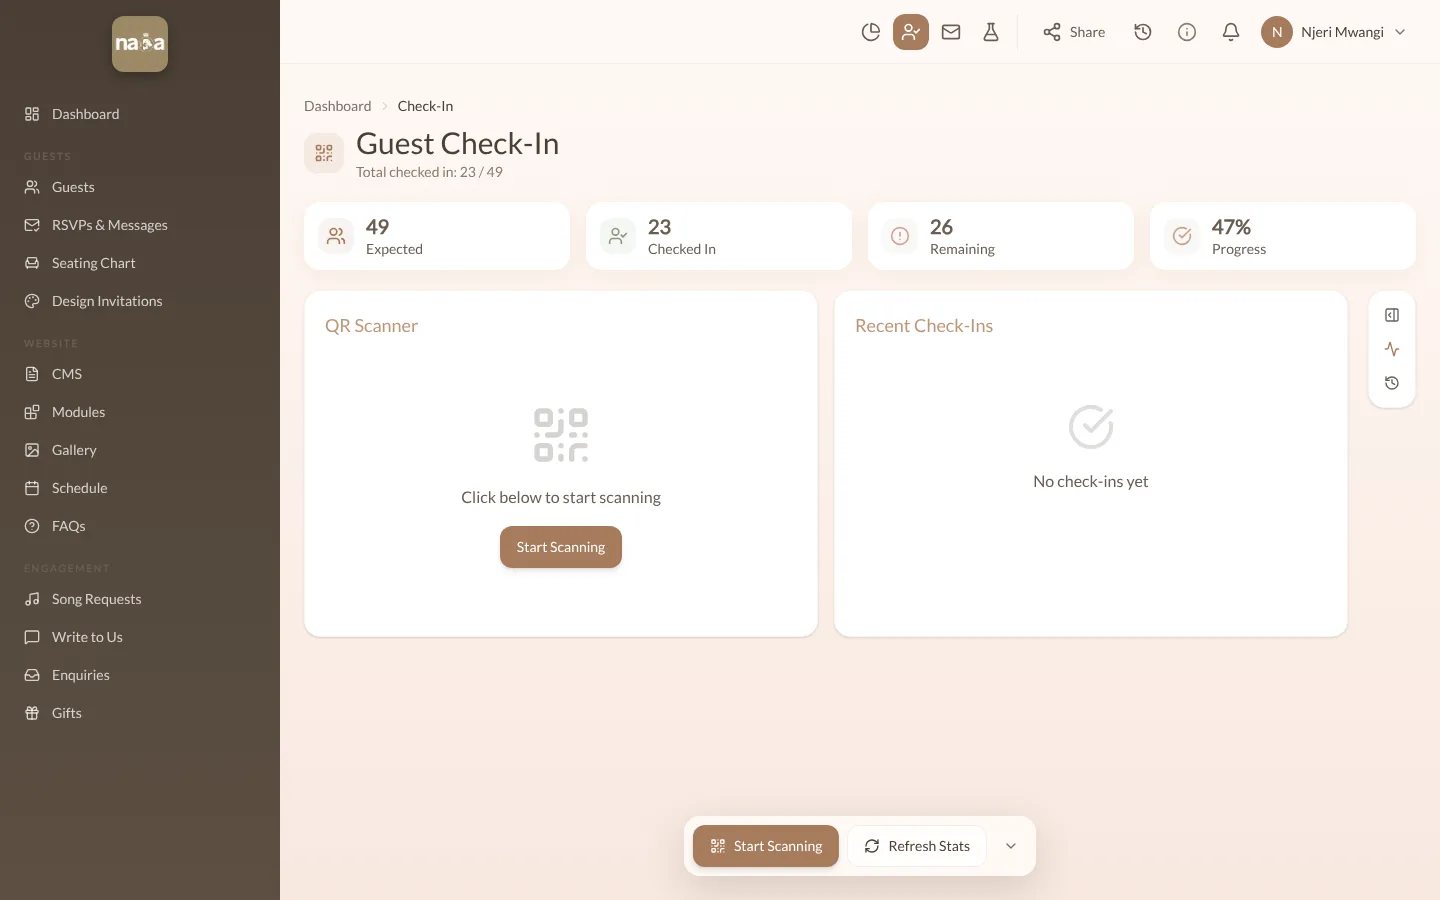 Dashboard
GUESTS
Guests
RSVPs & Messages
Seating Chart
Design Invitations
WEBSITE
CMS
Modules
Gallery
Schedule
FAQs
ENGAGEMENT
Song Requests
Write to Us
Enquiries
Gifts
Share
N
Njeri Mwangi
Dashboard
Check-In
Guest Check-In
Total checked in: 23 / 49
49
Expected
23
Checked In
26
Remaining
47%
Progress
QR Scanner
Click below to start scanning
Start Scanning
Recent Check-Ins
No check-ins yet
Start Scanning
Refresh Stats